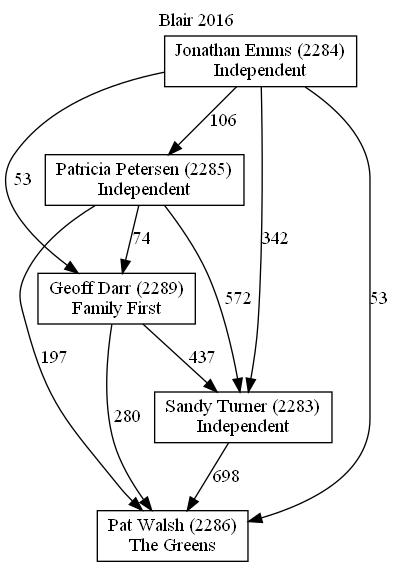 Blair 2016
Jonathan Emms (2284)
Independent
106
Patricia Petersen (2285)
Independent
53
74
342
Geoff Darr (2289)
Family First
572
53
197
437
280
Sandy Turner (2283)
Independent
698
Pat Walsh (2286)
The Greens